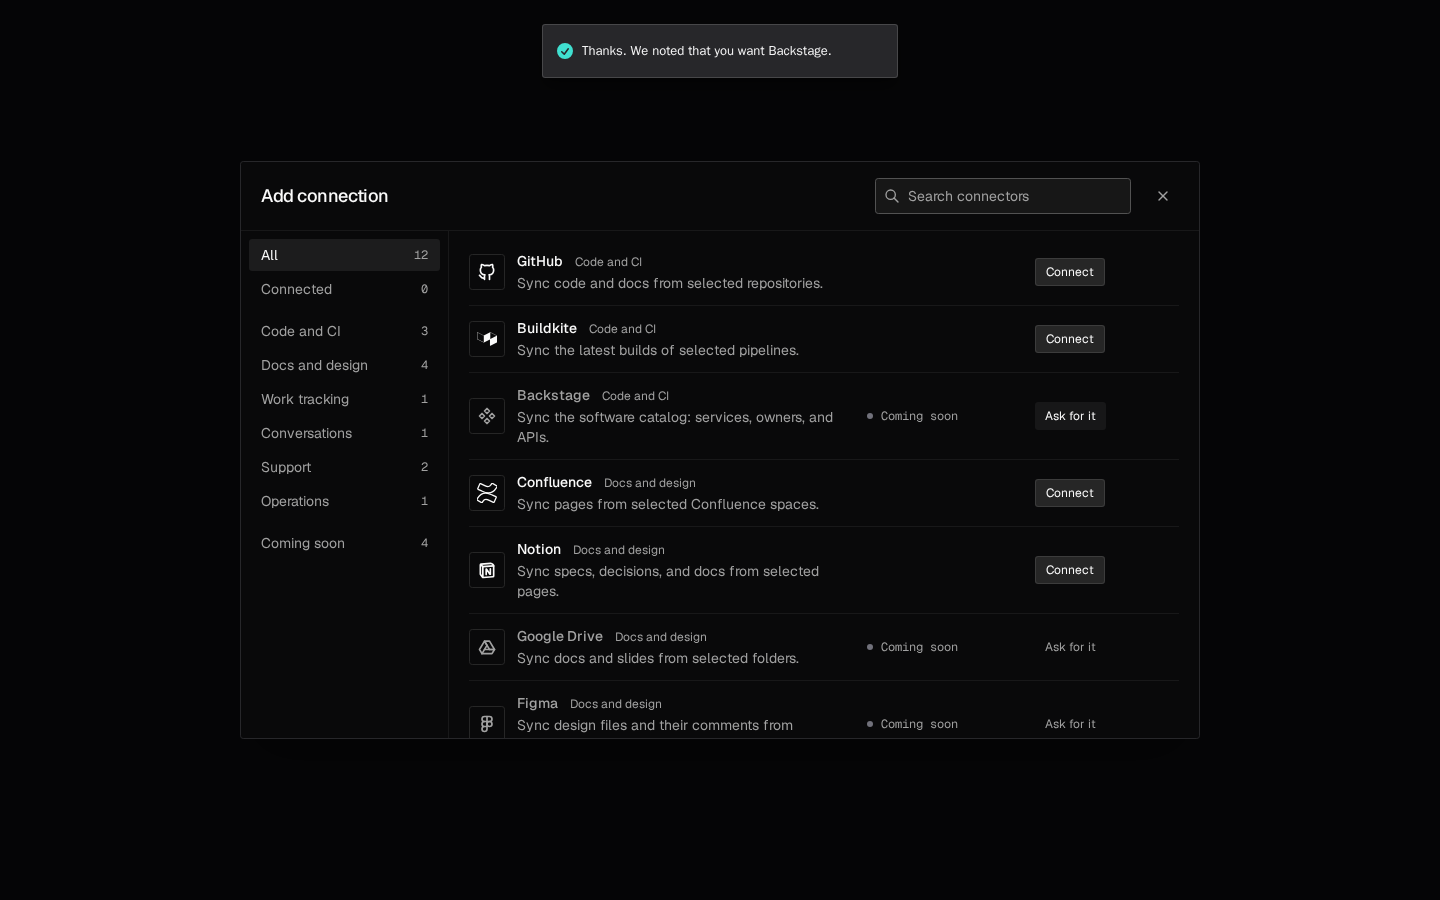 Thanks. We noted that you want Backstage.
Add connection
Search connectors
All 12
Connected 0
Code and CI 3
Docs and design 4
Work tracking 1
Conversations 1
Support 2
Operations 1
Coming soon 4
GitHub Code and CI
Sync code and docs from selected repositories.
Connect
Buildkite Code and CI
Sync the latest builds of selected pipelines.
Connect
Backstage Code and CI
Sync the software catalog: services, owners, and
APIs.
Coming soon
Ask for it
Confluence Docs and design
Sync pages from selected Confluence spaces.
Connect
Notion Docs and design
Sync specs, decisions, and docs from selected
pages.
Connect
Google Drive Docs and design
Sync docs and slides from selected folders.
Coming soon
Ask for it
Figma Docs and design
Sync design files and their comments from
Coming soon
Ask for it